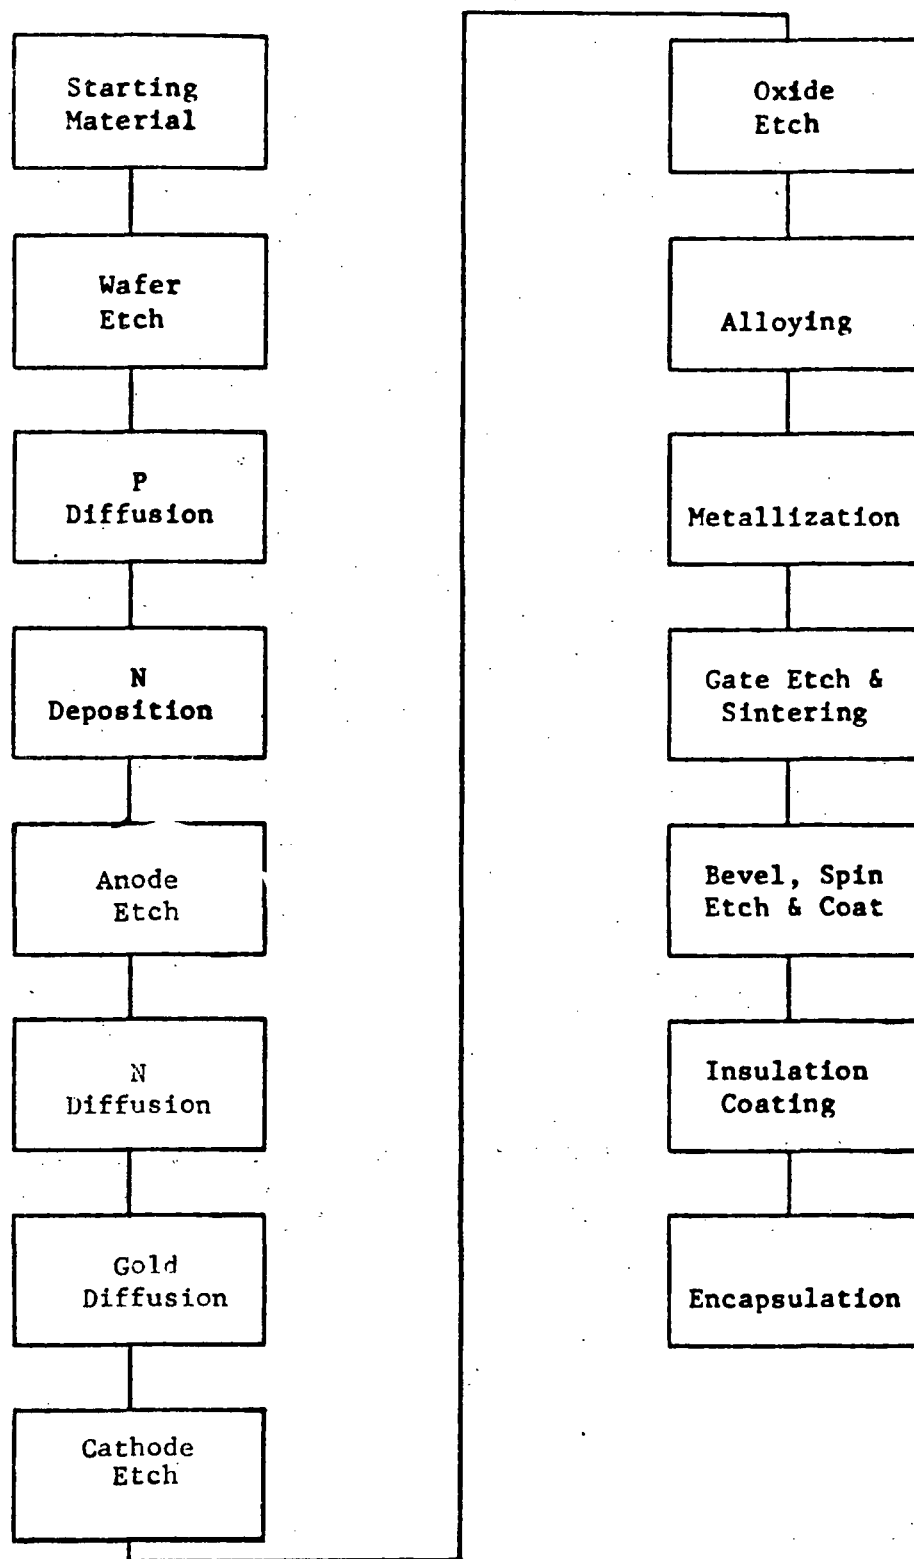 Starting
Material
Wafer
Etch
P
Diffusion
N
Deposition
Anode
Etch
N
Diffusion
Gold
Diffusion
Cathode
Etch
Oxide
Etch
Alloying
Metallization
Gate Etch &
Sintering
Bevel, Spin
Etch & Coat
Insulation
Coating
Encapsulation